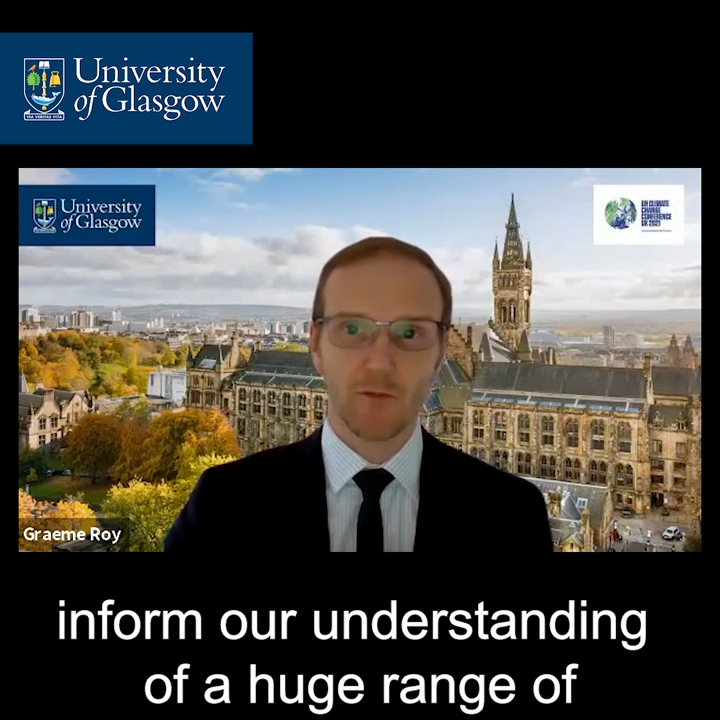 University
of Glasgow
VIA VERITAS VITA
University
of Glasgow
UN CLIMATE
CHANGE
CONFERENCE
UK 2021
Graeme Roy
inform our understanding
of a huge range of